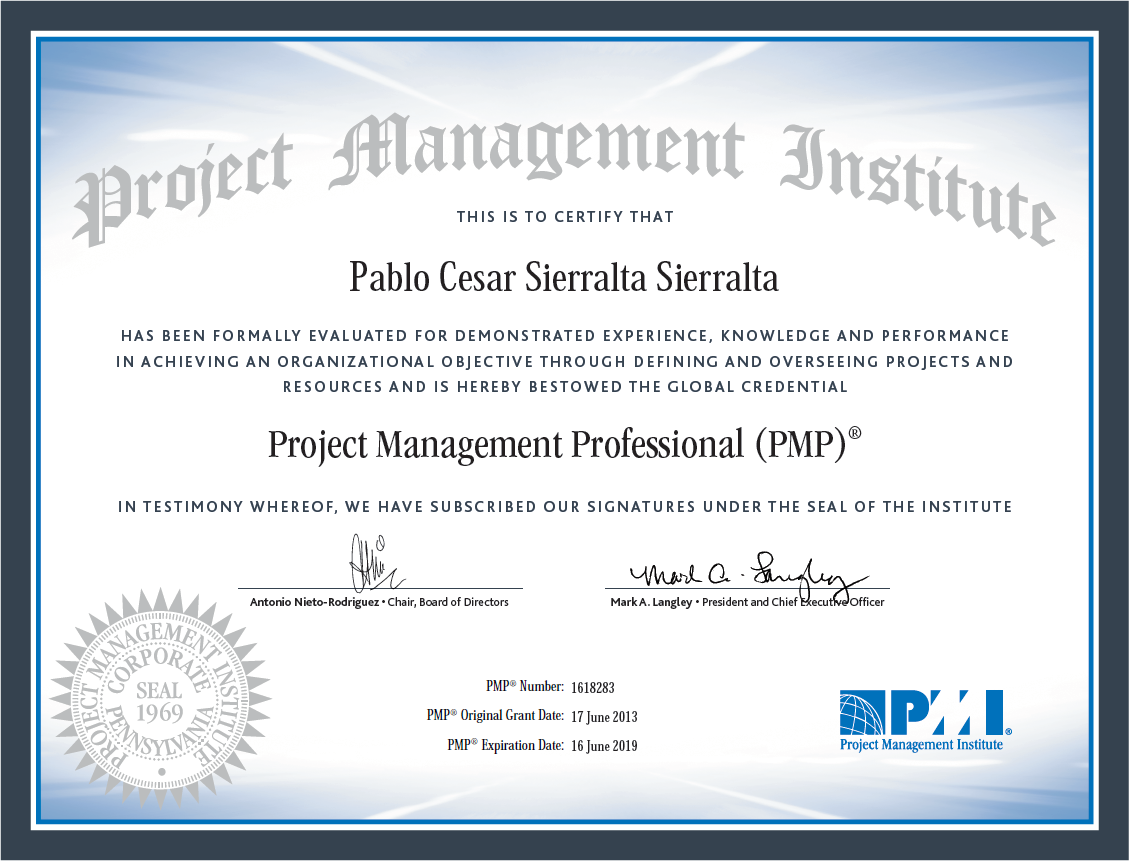 Project Management Institute
THIS IS TO CERTIFY THAT
Pablo Cesar Sierralta Sierralta
HAS BEEN FORMALLY EVALUATED FOR DEMONSTRATED EXPERIENCE, KNOWLEDGE AND PERFORMANCE
IN ACHIEVING AN ORGANIZATIONAL OBJECTIVE THROUGH DEFINING AND OVERSEEING PROJECTS AND
RESOURCES AND IS HEREBY BESTOWED THE GLOBAL CREDENTIAL
Project Management Professional (PMP)®
IN TESTIMONY WHEREOF, WE HAVE SUBSCRIBED OUR SIGNATURES UNDER THE SEAL OF THE INSTITUTE
Mark A. Langley
Antonio Nieto-Rodriguez • Chair, Board of Directors
Mark A. Langley • President and Chief Executive Officer
PROJECT MANAGEMENT INSTITUTE
CORPORATE
SEAL
1969
PENNSYLVANIA
PMP® Number: 1618283
PMP® Original Grant Date: 17 June 2013
PMP® Expiration Date: 16 June 2019
PMI®
Project Management Institute